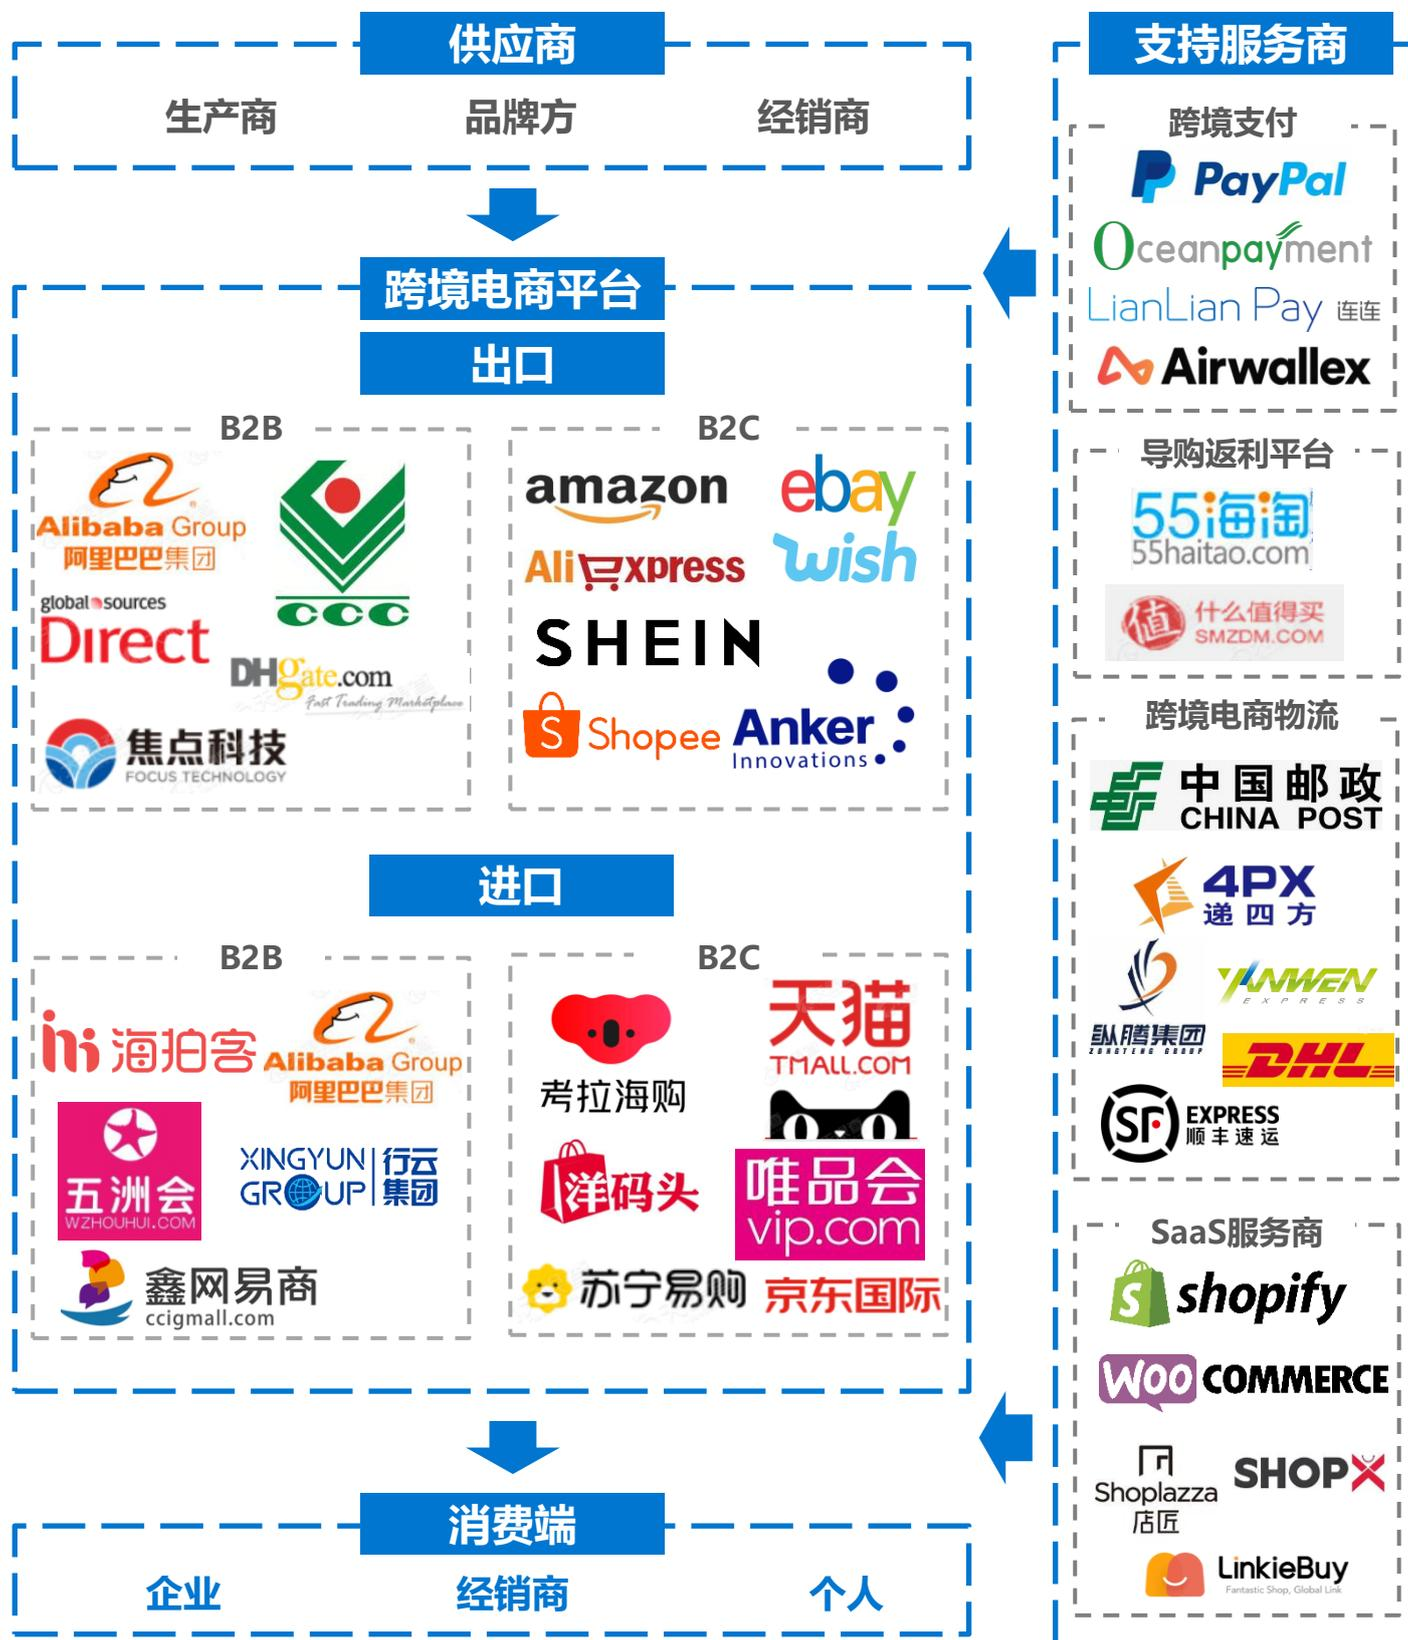 供应商
生产商 品牌方 经销商
跨境电商平台
出口
B2B
Alibaba Group
阿里巴巴集团
CCC
global sources
Direct
DHgate.com
Fast Trading Marketplace
焦点科技
FOCUS TECHNOLOGY
B2C
amazon
ebay
AliExpress
wish
SHEIN
Shopee
Anker
Innovations
进口
B2B
海拍客
Alibaba Group
阿里巴巴集团
五洲会
WZHOUHUI.COM
XINGYUN
GROUP
行云
集团
鑫网易商
ccigmall.com
B2C
考拉海购
天猫
TMALL.COM
洋码头
唯品会
vip.com
苏宁易购
京东国际
消费端
企业 经销商 个人
支持服务商
跨境支付
PayPal
Oceanpayment
LianLian Pay 连连
Airwallex
导购返利平台
55海淘
55haitao.com
值 什么值得买
SMZDM.COM
跨境电商物流
中国邮政
CHINA POST
4PX
递四方
纵腾集团
ZONGTENG GROUP
YANWEN
EXPRESS
DHL
SF EXPRESS
顺丰速运
SaaS服务商
shopify
WOO COMMERCE
Shoplazza
店匠
SHOPX
LinkieBuy
Fantastic Shop, Global Link